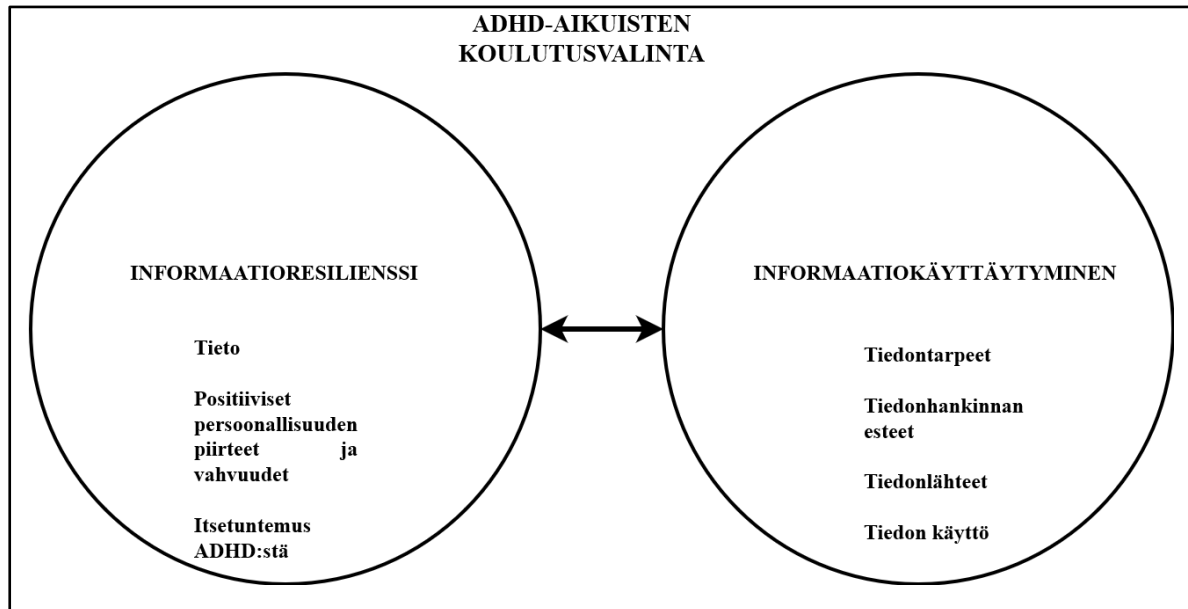 ADHD-AIKUISTEN
KOULUTUSVALINTA
INFORMAATIORESILIENSSI
Tieto
Positiiviset
persoonallisuuden
piirteet ja
vahvuudet
Itsetuntemus
ADHD:stä
INFORMAATIOKÄYTTÄYTYMINEN
Tiedontarpeet
Tiedonhankinnan
esteet
Tiedonlähteet
Tiedon käyttö